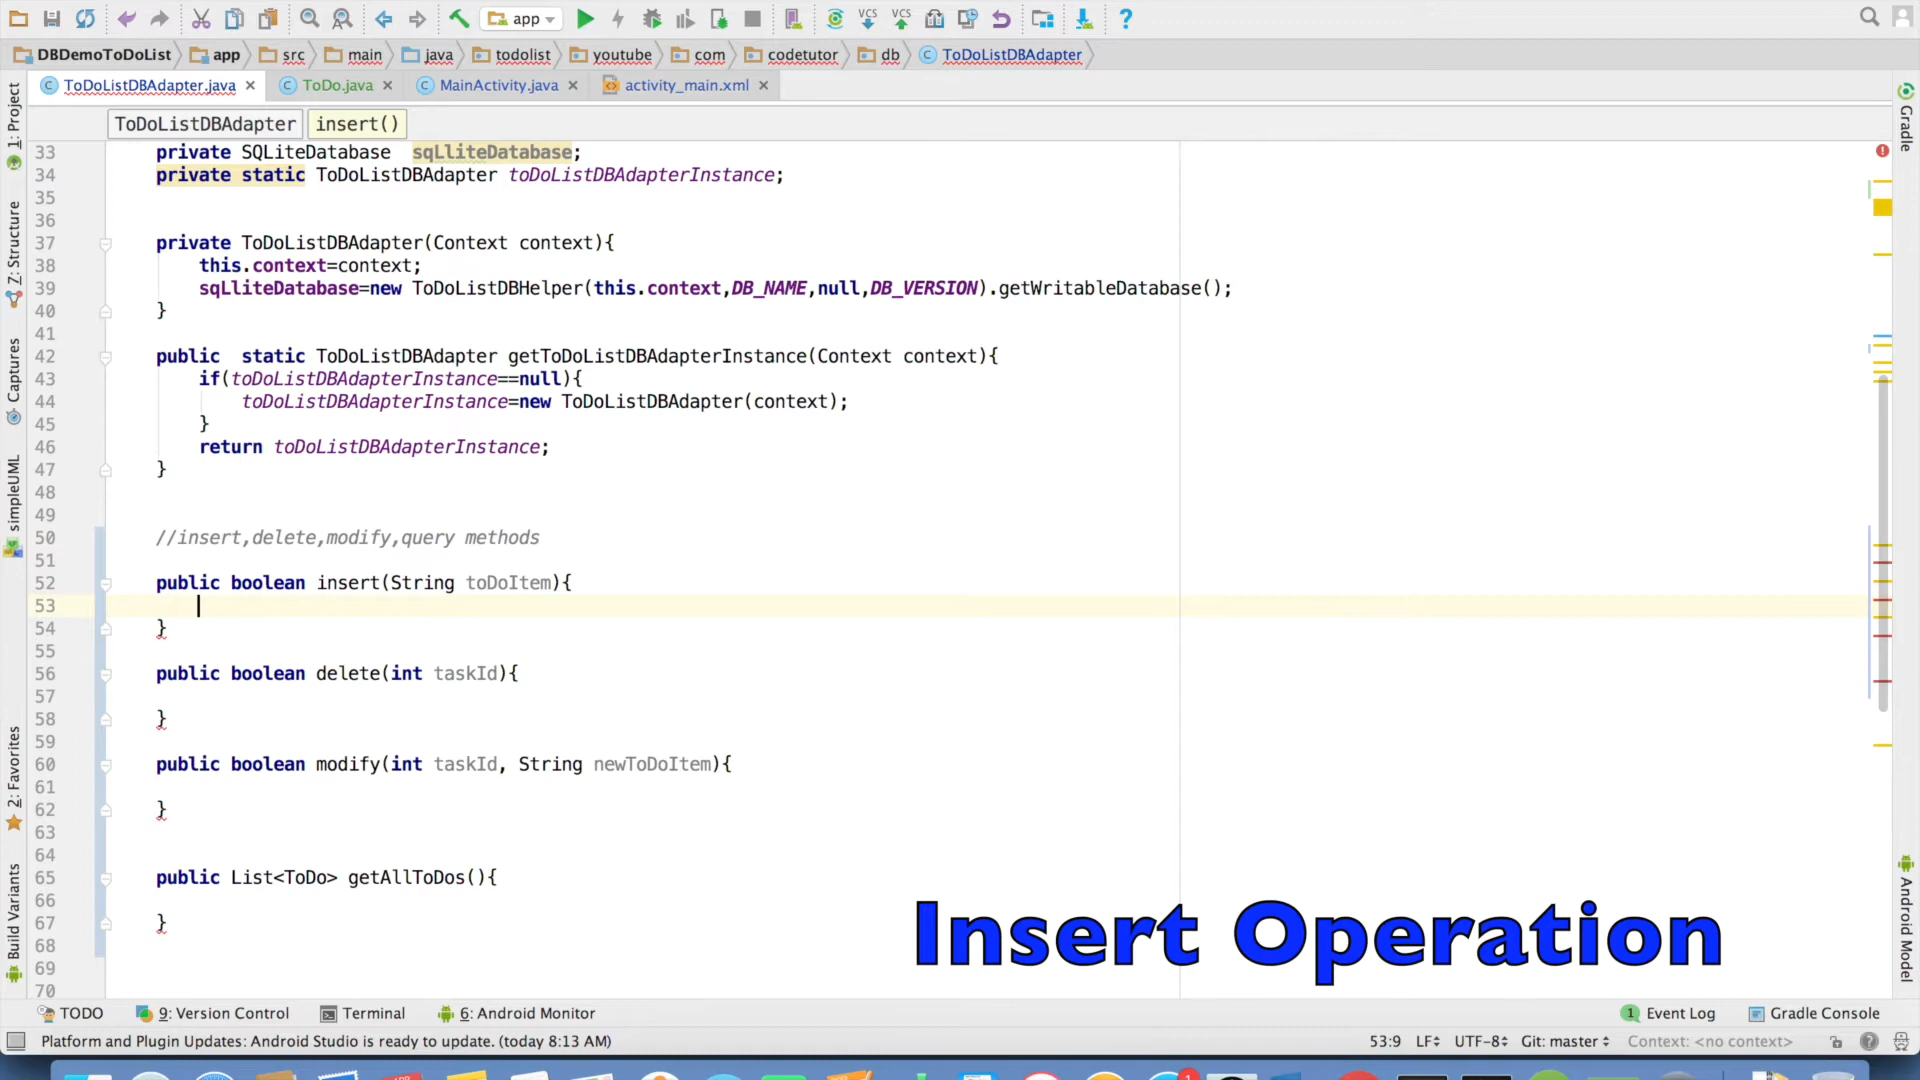 app
DBDemoToDoList app src main java todolist youtube com codetutor db ToDoListDBAdapter
ToDoListDBAdapter.java ToDo.java MainActivity.java activity_main.xml
ToDoListDBAdapter insert()
33 private SQLiteDatabase sqLliteDatabase;
34 private static ToDoListDBAdapter toDoListDBAdapterInstance;
35
36
37 private ToDoListDBAdapter(Context context){
38 this.context=context;
39 sqLliteDatabase=new ToDoListDBHelper(this.context,DB_NAME,null,DB_VERSION).getWritableDatabase();
40 }
41
42 public static ToDoListDBAdapter getToDoListDBAdapterInstance(Context context){
43 if(toDoListDBAdapterInstance==null){
44 toDoListDBAdapterInstance=new ToDoListDBAdapter(context);
45 }
46 return toDoListDBAdapterInstance;
47 }
48
49
50 //insert,delete,modify,query methods
51
52 public boolean insert(String toDoItem){
53
54 }
55
56 public boolean delete(int taskId){
57
58 }
59
60 public boolean modify(int taskId, String newToDoItem){
61
62 }
63
64
65 public List<ToDo> getAllToDos(){
66
67 }
68
69
70
Insert Operation
1: Project
Z: Structure
Captures
simpleUML
2: Favorites
Build Variants
Gradle
Android Model
TODO 9: Version Control Terminal 6: Android Monitor 1 Event Log Gradle Console
Platform and Plugin Updates: Android Studio is ready to update. (today 8:13 AM) 53:9 LF UTF-8 Git: master Context: <no context>